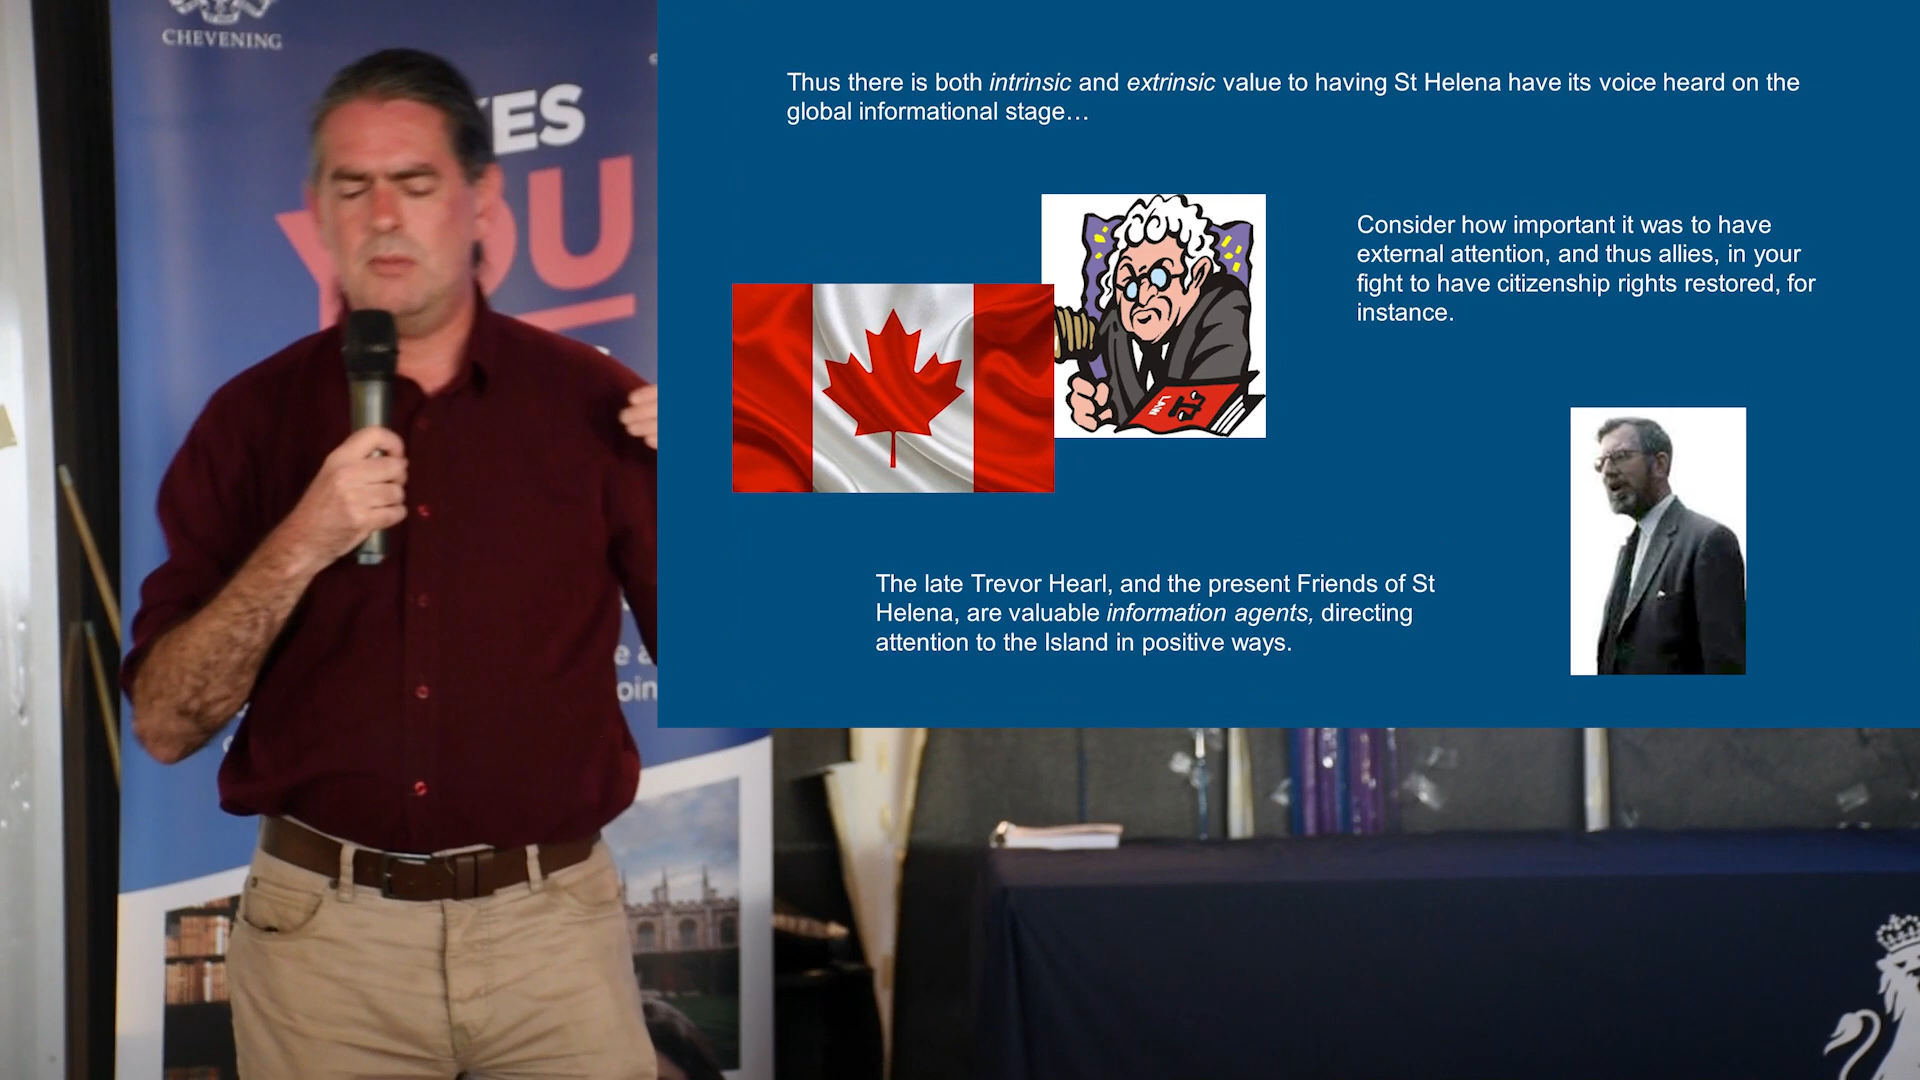 CHEVENING
YOU
Thus there is both intrinsic and extrinsic value to having St Helena have its voice heard on the
global informational stage…
Consider how important it was to have
external attention, and thus allies, in your
fight to have citizenship rights restored, for
instance.
LAW
The late Trevor Hearl, and the present Friends of St
Helena, are valuable information agents, directing
attention to the Island in positive ways.